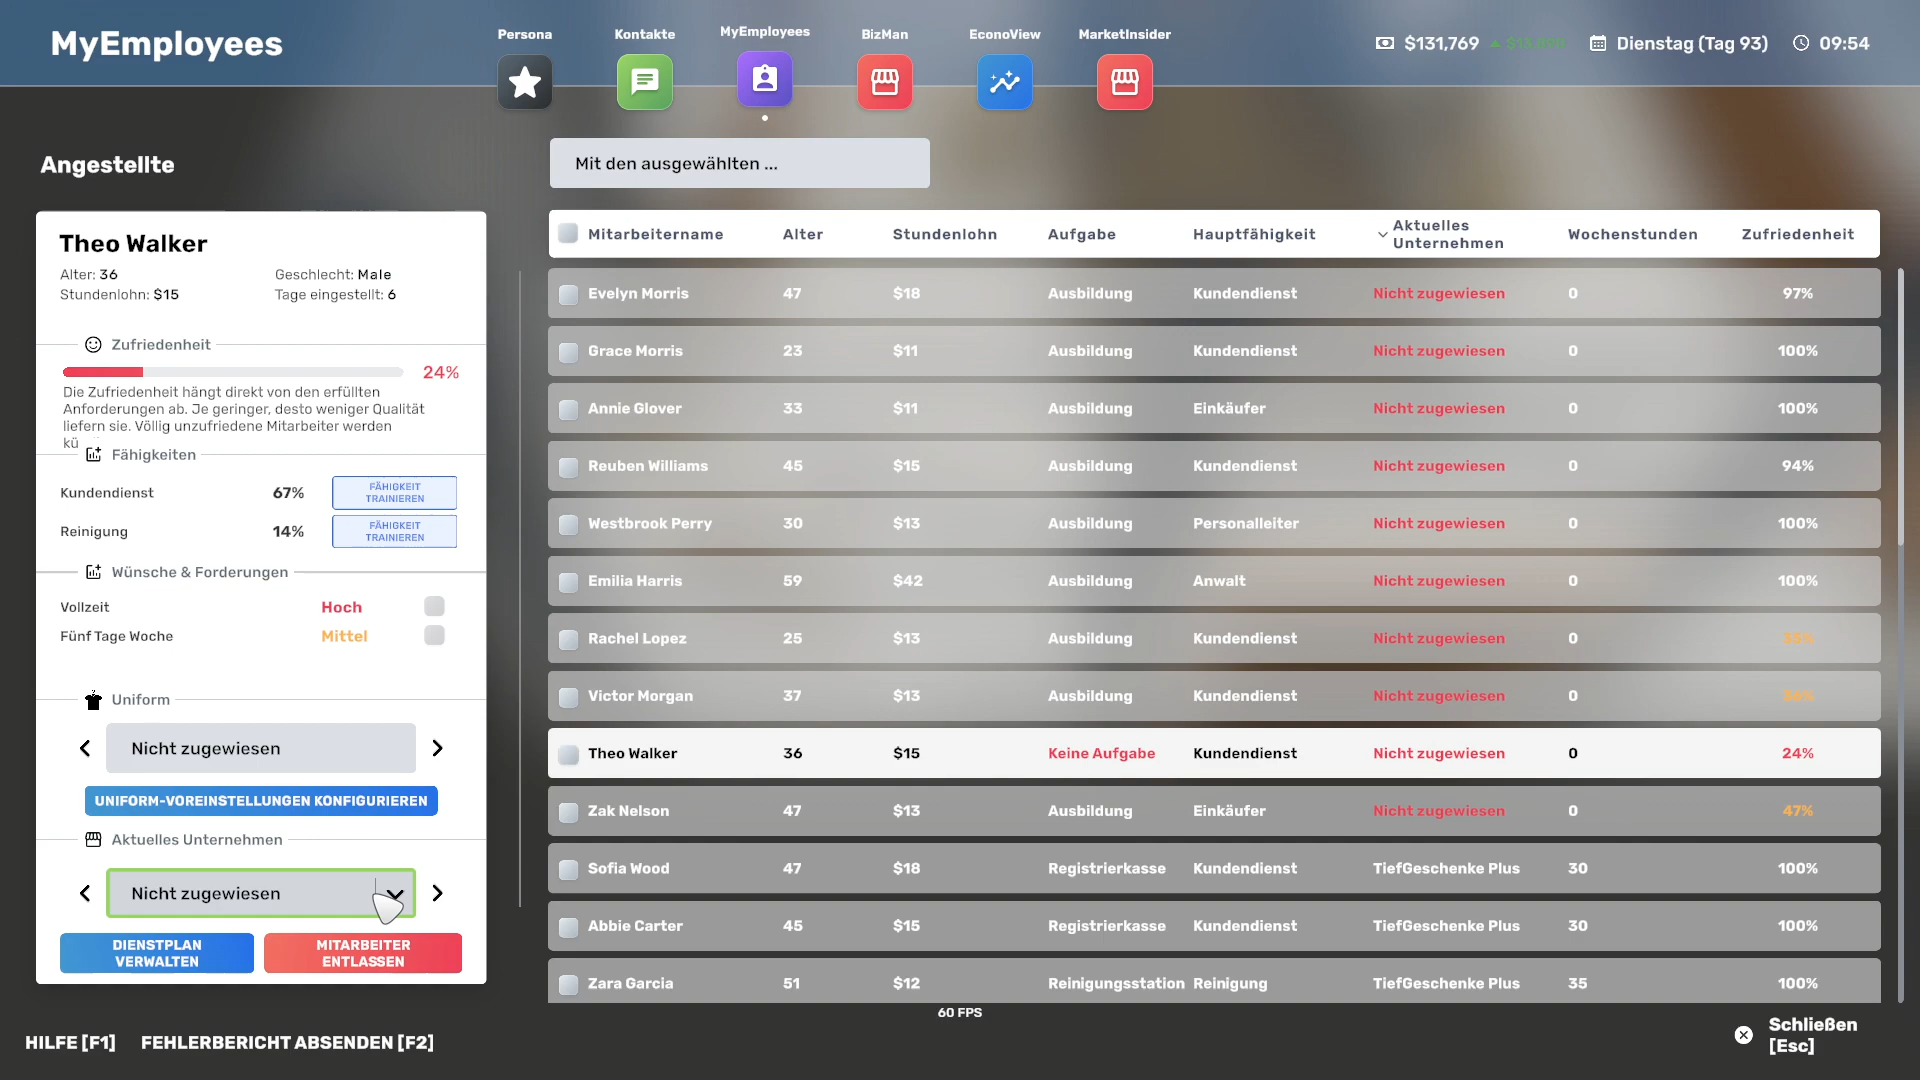 MyEmployees
Persona
Kontakte
MyEmployees
BizMan
EconoView
MarketInsider
$131,769
Dienstag (Tag 93)
09:54
Angestellte
Mit den ausgewählten ...
Theo Walker
Alter: 36
Geschlecht: Male
Stundenlohn: $15
Tage eingestellt: 6
Zufriedenheit
24%
Die Zufriedenheit hängt direkt von den erfüllten
Anforderungen ab. Je geringer, desto weniger Qualität
liefern sie. Völlig unzufriedene Mitarbeiter werden
Fähigkeiten
Kundendienst 67% FÄHIGKEIT
TRAINIEREN
Reinigung 14% FÄHIGKEIT
TRAINIEREN
Wünsche & Forderungen
Vollzeit Hoch
Fünf Tage Woche Mittel
Uniform
Nicht zugewiesen
UNIFORM-VOREINSTELLUNGEN KONFIGURIEREN
Aktuelles Unternehmen
Nicht zugewiesen
DIENSTPLAN
VERWALTEN
MITARBEITER
ENTLASSEN
Mitarbeitername Alter Stundenlohn Aufgabe Hauptfähigkeit Aktuelles
Unternehmen Wochenstunden Zufriedenheit
Evelyn Morris 47 $18 Ausbildung Kundendienst Nicht zugewiesen 0 97%
Grace Morris 23 $11 Ausbildung Kundendienst Nicht zugewiesen 0 100%
Annie Glover 33 $11 Ausbildung Einkäufer Nicht zugewiesen 0 100%
Reuben Williams 45 $15 Ausbildung Kundendienst Nicht zugewiesen 0 94%
Westbrook Perry 30 $13 Ausbildung Personalleiter Nicht zugewiesen 0 100%
Emilia Harris 59 $42 Ausbildung Anwalt Nicht zugewiesen 0 100%
Rachel Lopez 25 $13 Ausbildung Kundendienst Nicht zugewiesen 0
Victor Morgan 37 $13 Ausbildung Kundendienst Nicht zugewiesen 0
Theo Walker 36 $15 Keine Aufgabe Kundendienst Nicht zugewiesen 0 24%
Zak Nelson 47 $13 Ausbildung Einkäufer Nicht zugewiesen 0 47%
Sofia Wood 47 $18 Registrierkasse Kundendienst TiefGeschenke Plus 30 100%
Abbie Carter 45 $15 Registrierkasse Kundendienst TiefGeschenke Plus 30 100%
Zara Garcia 51 $12 Reinigungsstation Reinigung TiefGeschenke Plus 35 100%
60 FPS
HILFE [F1]
FEHLERBERICHT ABSENDEN [F2]
Schließen
[Esc]